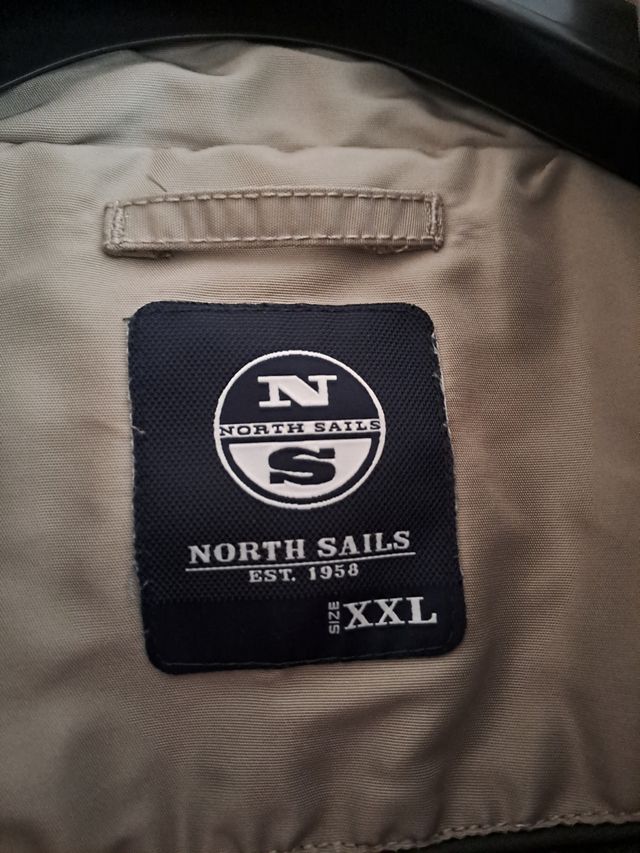 N
NORTH SAILS
S
NORTH SAILS
EST. 1958
SIZE XXL